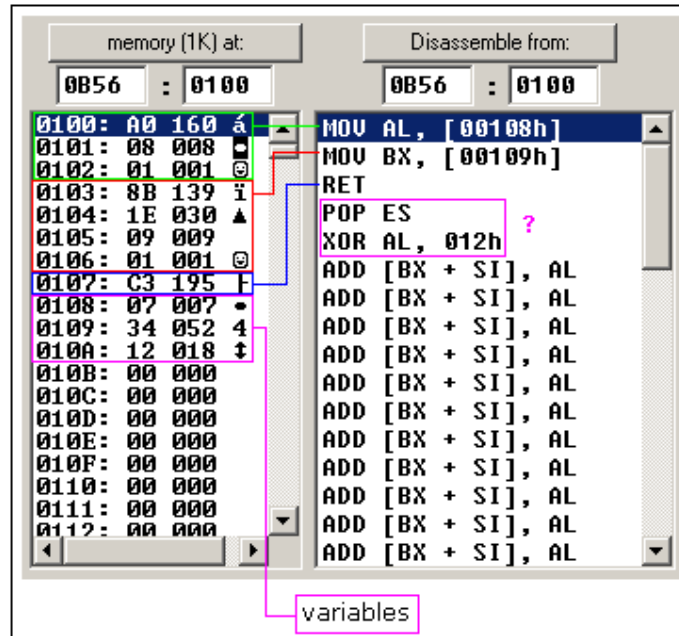 memory (1K) at:
0B56 : 0100
0100: A0 160 á
0101: 08 008 ◘
0102: 01 001 ☺
0103: 8B 139 ï
0104: 1E 030 ▲
0105: 09 009
0106: 01 001 ☺
0107: C3 195 ├
0108: 07 007 •
0109: 34 052 4
010A: 12 018 ↕
010B: 00 000
010C: 00 000
010D: 00 000
010E: 00 000
010F: 00 000
0110: 00 000
0111: 00 000
0112: 00 000
Disassemble from:
0B56 : 0100
MOV AL, [00108h]
MOV BX, [00109h]
RET
POP ES
XOR AL, 012h
?
ADD [BX + SI], AL
ADD [BX + SI], AL
ADD [BX + SI], AL
ADD [BX + SI], AL
ADD [BX + SI], AL
ADD [BX + SI], AL
ADD [BX + SI], AL
ADD [BX + SI], AL
ADD [BX + SI], AL
ADD [BX + SI], AL
ADD [BX + SI], AL
variables